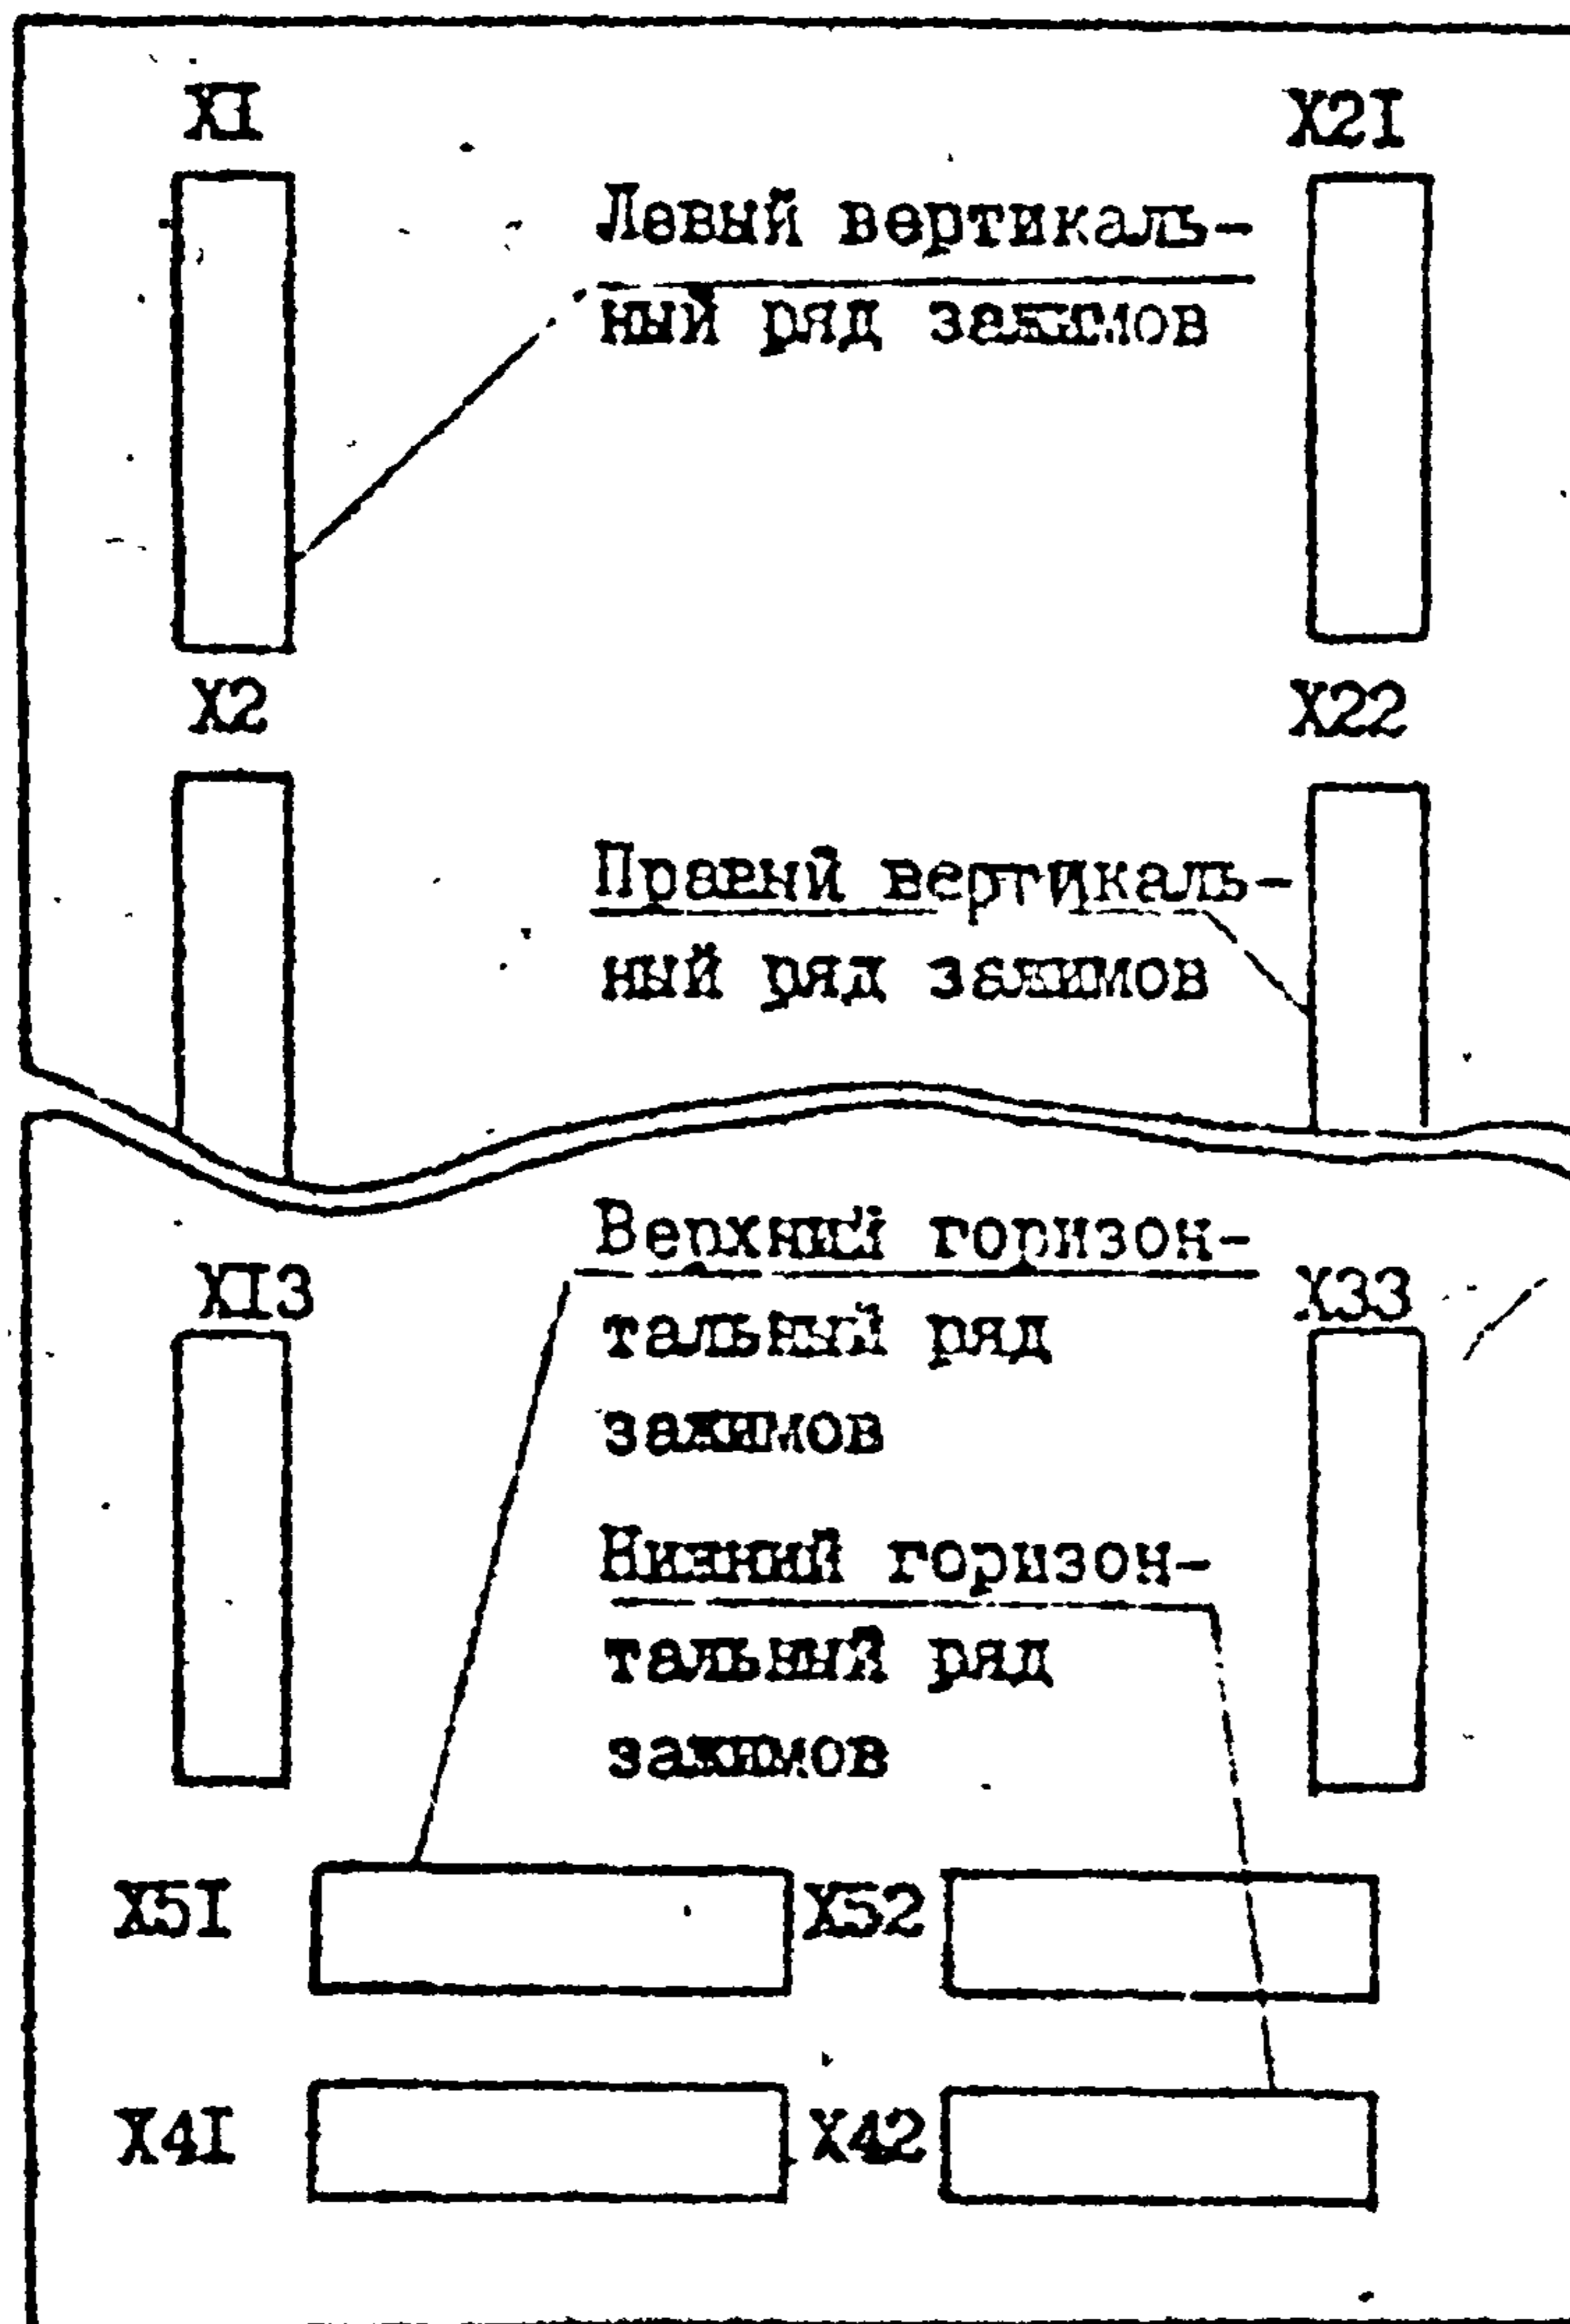 X1
X21
Левый вертикаль-
ный ряд зажимов
X2
X22
Правый вертикаль-
ный ряд зажимов
Верхний горизон-
X13
X33
тальный ряд
зажимов
Нижний горизон-
тальный ряд
зажимов
X51
X52
X41
X42